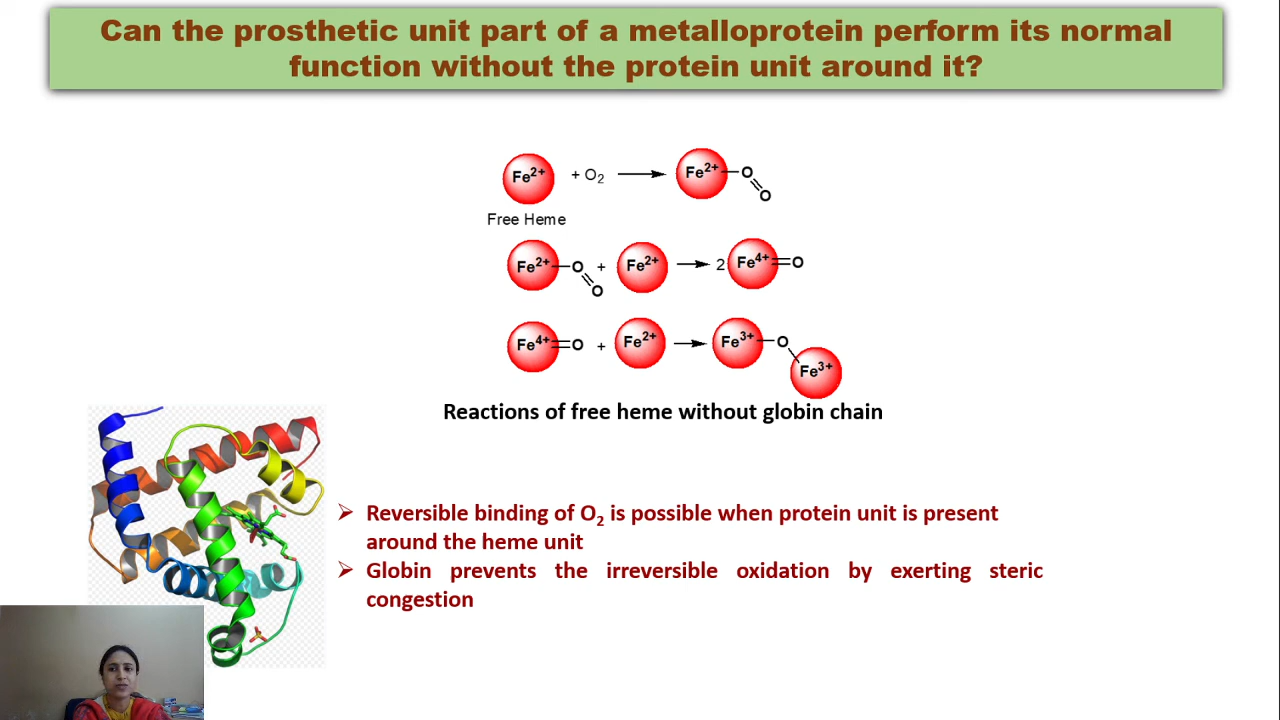 Can the prosthetic unit part of a metalloprotein perform its normal
function without the protein unit around it?
Fe2+ + O2 Fe2+ O O
Free Heme
Fe2+ O O + Fe2+ 2 Fe4+ O
Fe4+ O + Fe2+ Fe3+ O Fe3+
Reactions of free heme without globin chain
Reversible binding of O2 is possible when protein unit is present
around the heme unit
Globin prevents the irreversible oxidation by exerting steric
congestion